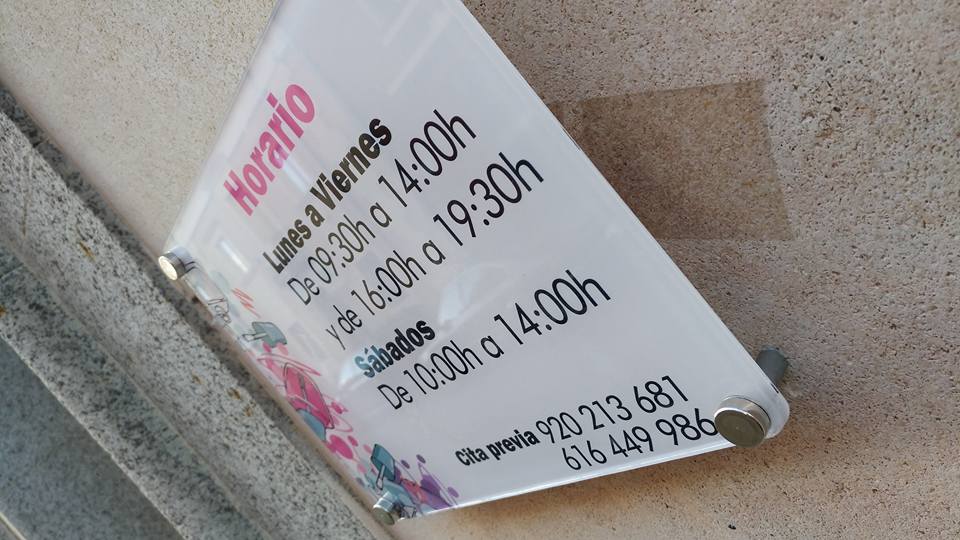 Horario
Lunes a Viernes
De 09:30h a 14:00h
y de 16:00h a 19:30h
Sábados
De 10:00h a 14:00h
Cita previa 920 213 681
616 449 986